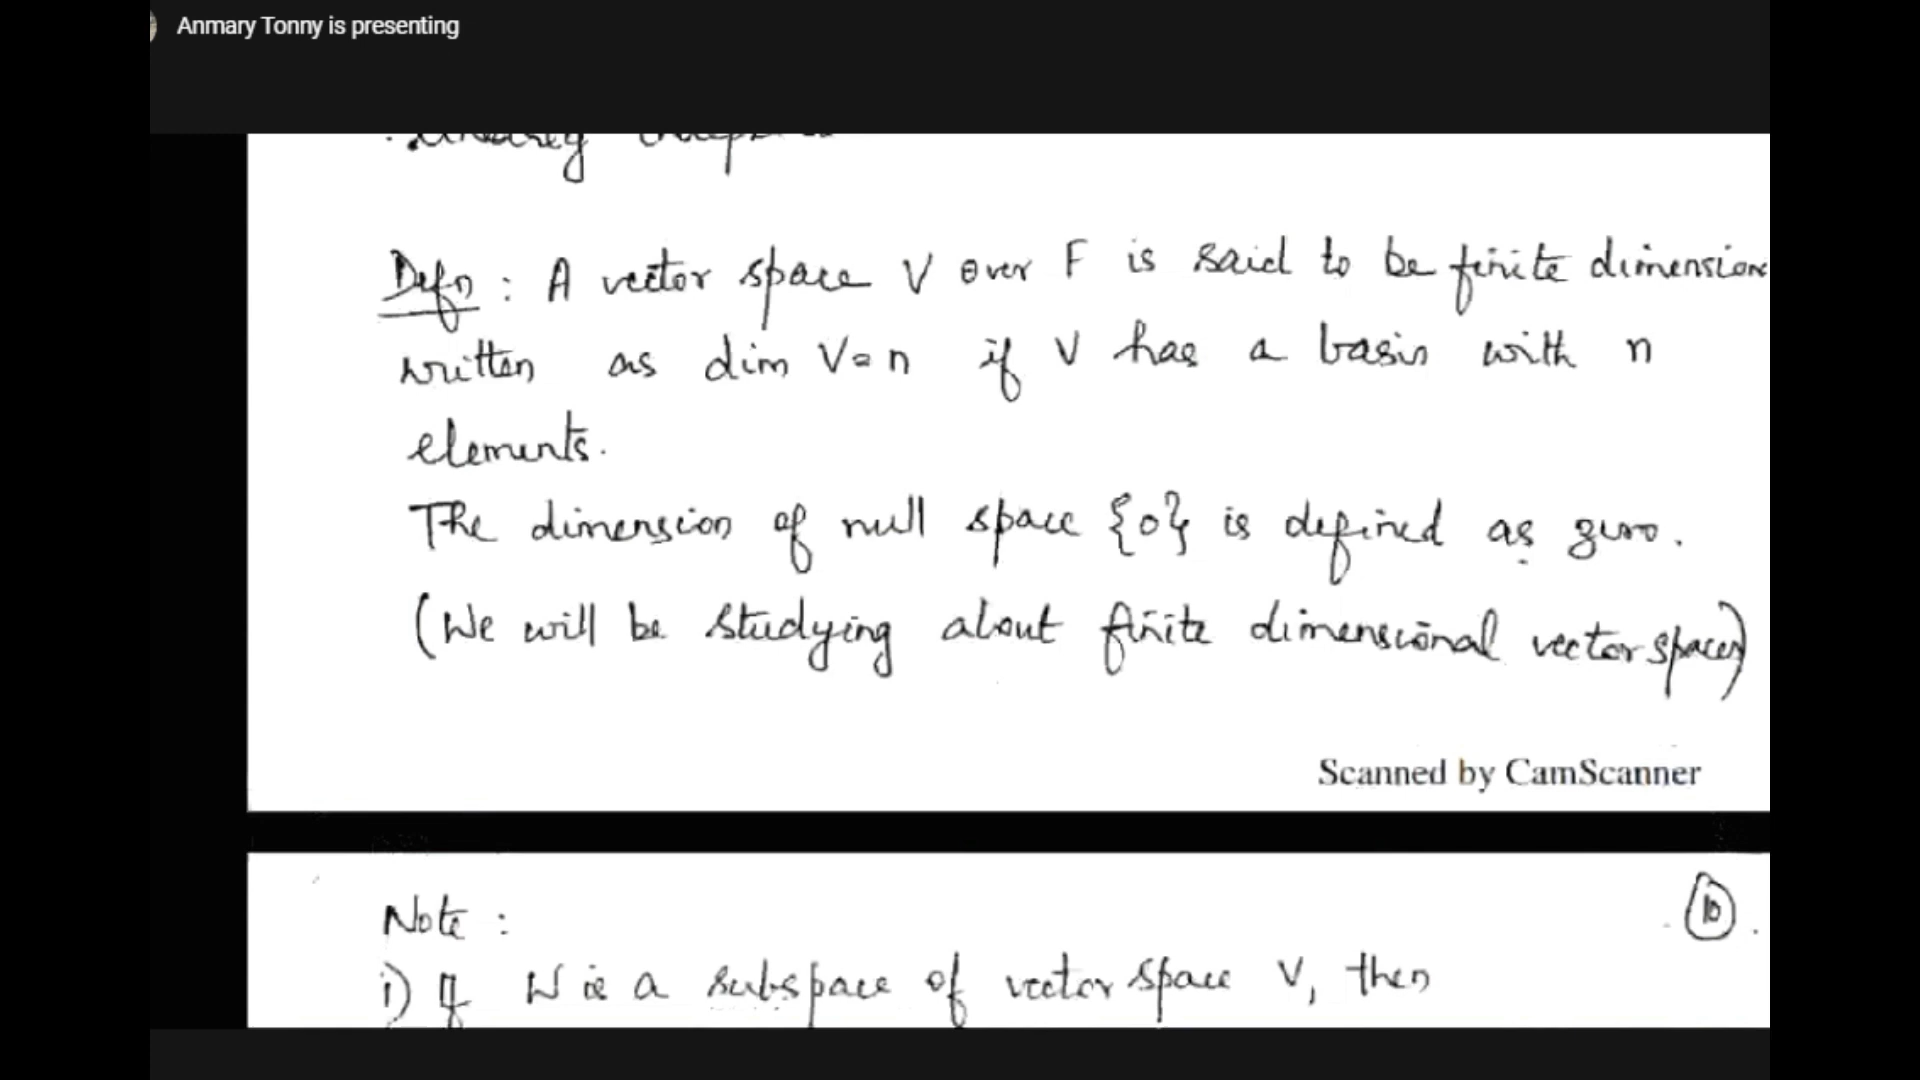 Anmary Tonny is presenting
Defn : A vector space V over F is said to be finite dimension
written as dim V = n if V has a basis with n
elements.
The dimension of null space {0} is defined as zero.
(We will be studying about finite dimensional vector spaces)
Scanned by CamScanner
Note :
10
i) If W is a subspace of vector space V, then